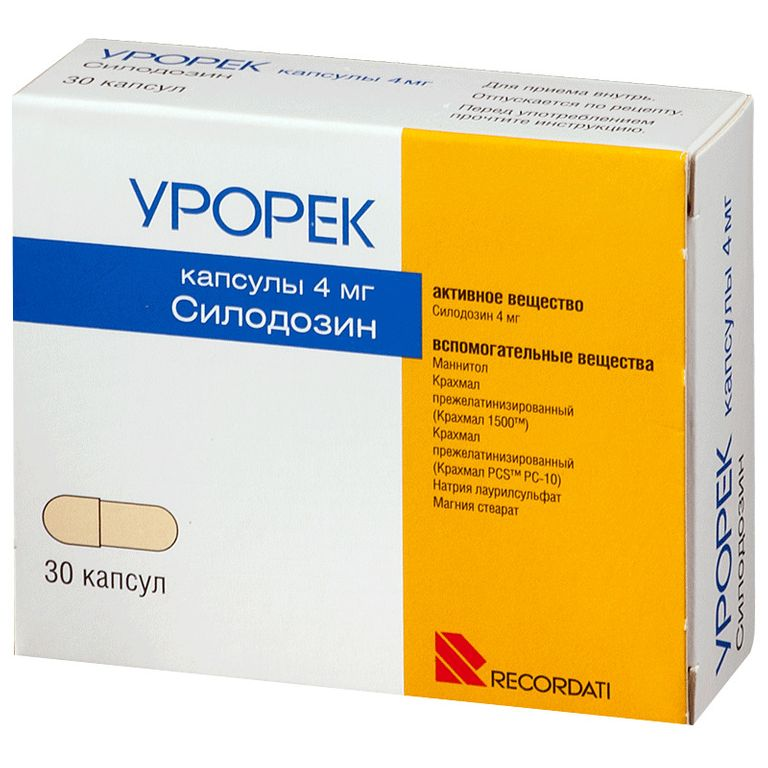 УРОРЕК капсулы 4 мг
Силодозин
30 капсул
Для приема внутрь.
Отпускается по рецепту.
Перед употреблением
прочтите инструкцию.
УРОРЕК
капсулы 4 мг
Силодозин
30 капсул
активное вещество
Силодозин 4 мг
вспомогательные вещества
Маннитол
Крахмал
прежелатинизированный
(Крахмал 1500™)
Крахмал
прежелатинизированный
(Крахмал PCS™ PC-10)
Натрия лаурилсульфат
Магния стеарат
RECORDATI
УРОРЕК капсулы 4 мг
Силодозин